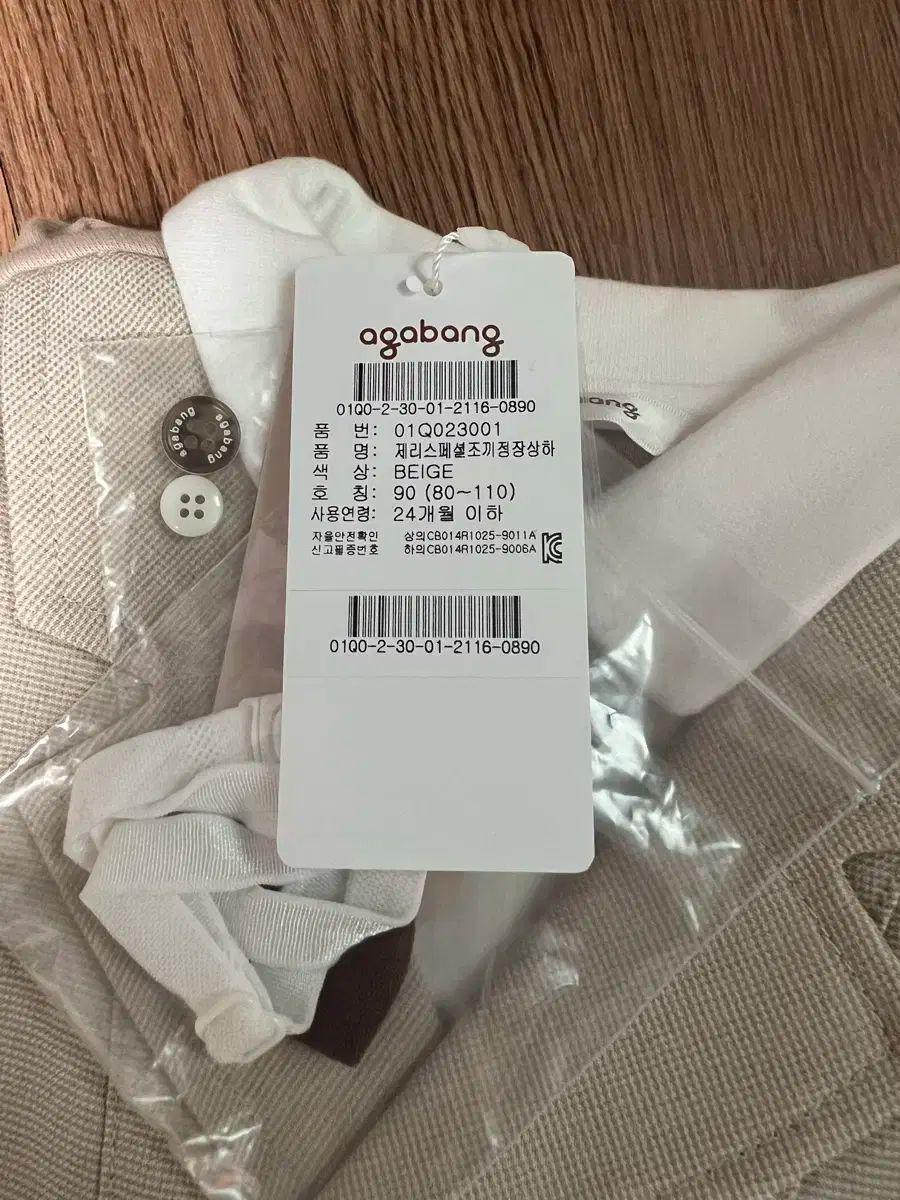 agabang
01Q0-2-30-01-2116-0890
품 번: 01Q023001
품 명: 제리스페셜조끼정장상하
색 상: BEIGE
호 칭: 90 (80~110)
사용연령: 24개월 이하
자율안전확인 상의CB014R1025-9011A
신고필증번호 하의CB014R1025-9006A
KC
01Q0-2-30-01-2116-0890
agabang
agabang
ang